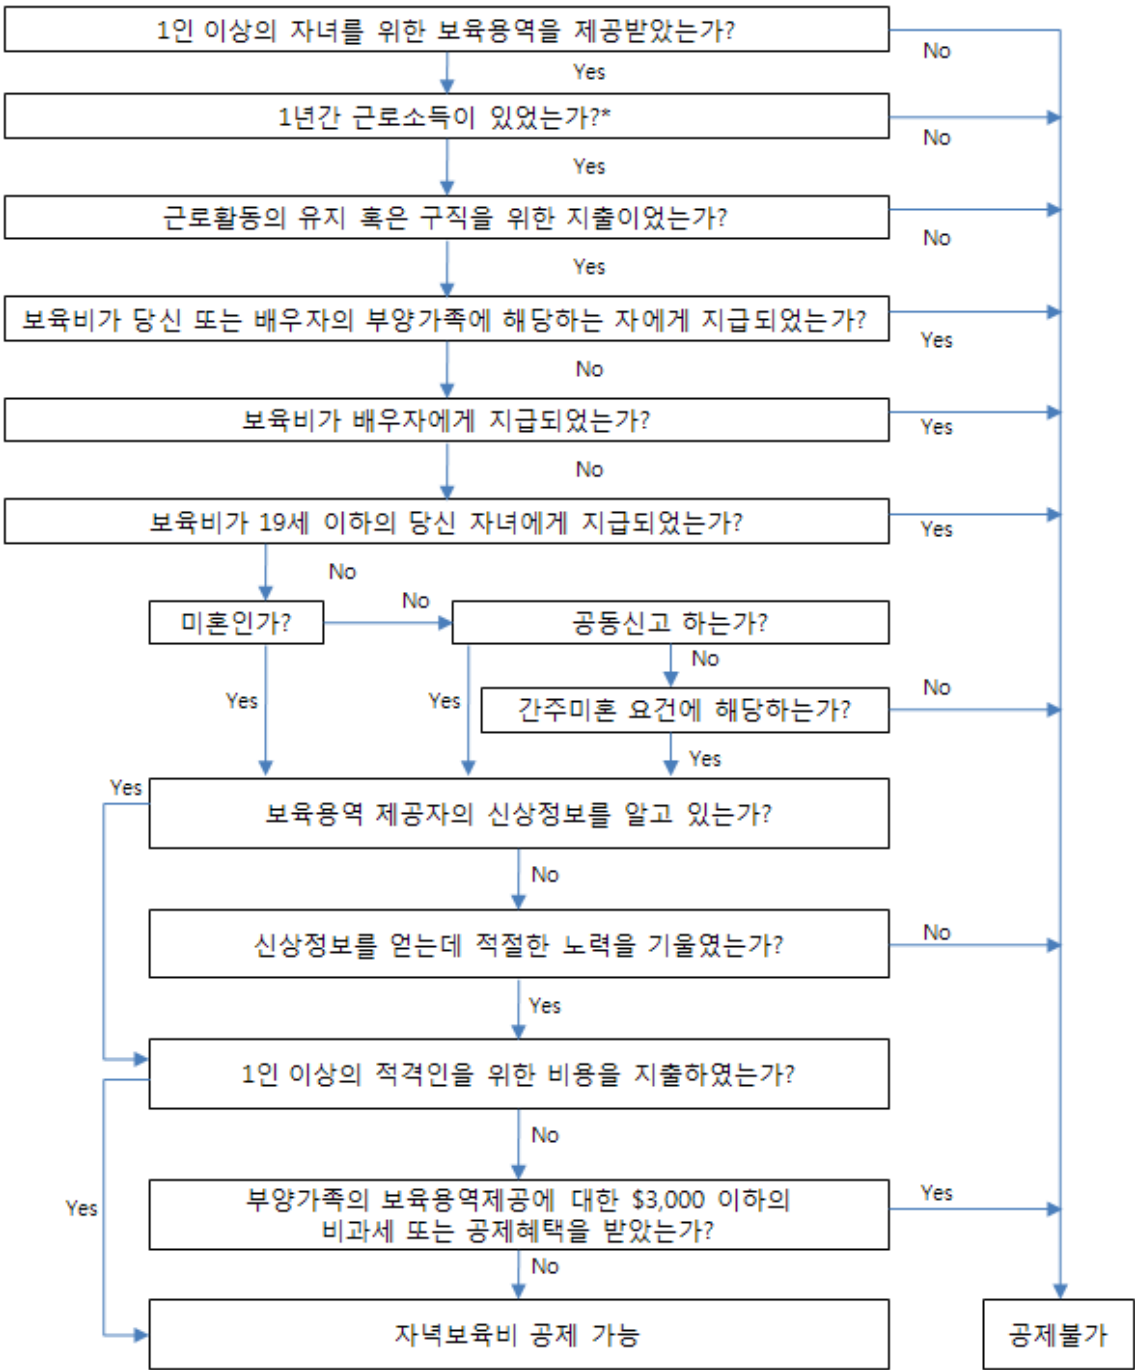 1인 이상의 자녀를 위한 보육용역을 제공받았는가?
No
Yes
1년간 근로소득이 있었는가?*
No
Yes
근로활동의 유지 혹은 구직을 위한 지출이었는가?
No
Yes
보육비가 당신 또는 배우자의 부양가족에 해당하는 자에게 지급되었는가?
Yes
No
보육비가 배우자에게 지급되었는가?
Yes
No
보육비가 19세 이하의 당신 자녀에게 지급되었는가?
Yes
No
미혼인가?
No
공동신고 하는가?
No
Yes
Yes
간주미혼 요건에 해당하는가?
No
Yes
Yes
보육용역 제공자의 신상정보를 알고 있는가?
No
신상정보를 얻는데 적절한 노력을 기울였는가?
No
Yes
1인 이상의 적격인을 위한 비용을 지출하였는가?
No
Yes
부양가족의 보육용역제공에 대한 $3,000 이하의
비과세 또는 공제혜택을 받았는가?
Yes
No
자녁보육비 공제 가능
공제불가